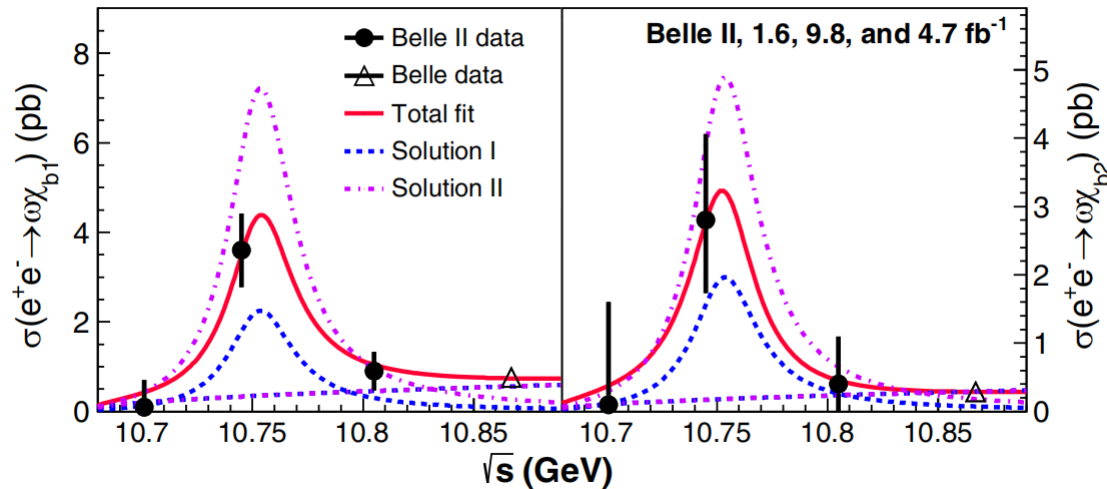 σ(e⁺e⁻→ωχ_b1) (pb)
8
6
4
2
0
Belle II data
Belle data
Total fit
Solution I
Solution II
Belle II, 1.6, 9.8, and 4.7 fb⁻¹
5
4
3
2
1
0
σ(e⁺e⁻→ωχ_b2) (pb)
10.7 10.75 10.8 10.85 10.7 10.75 10.8 10.85
√s (GeV)